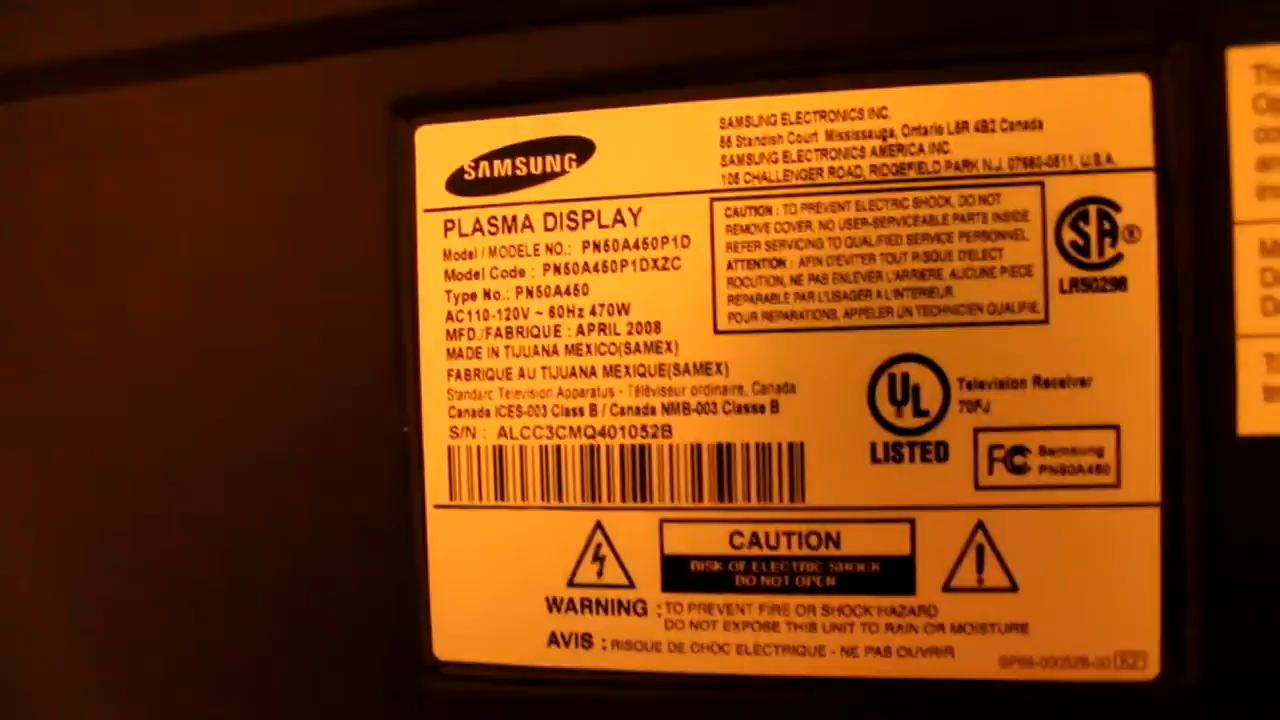 SAMSUNG
SAMSUNG ELECTRONICS INC.
55 Standish Court Mississauga, Ontario L5R 4B2 Canada
SAMSUNG ELECTRONICS AMERICA INC.
105 CHALLENGER ROAD, RIDGEFIELD PARK N.J. 07660-0511, U.S.A.
PLASMA DISPLAY
Model / MODELE NO.: PN50A450P1D
Model Code : PN50A450P1DXZC
Type No.: PN50A450
AC110-120V ~ 60Hz 470W
MFD./FABRIQUE : APRIL 2008
MADE IN TIJUANA MEXICO(SAMEX)
FABRIQUE AU TIJUANA MEXIQUE(SAMEX)
Standard Television Apparatus - Téléviseur ordinaire, Canada
Canada ICES-003 Class B / Canada NMB-003 Classe B
S/N : ALCC3CMQ401052B
CAUTION : TO PREVENT ELECTRIC SHOCK, DO NOT
REMOVE COVER, NO USER-SERVICEABLE PARTS INSIDE.
REFER SERVICING TO QUALIFIED SERVICE PERSONNEL.
ATTENTION : AFIN D'EVITER TOUT RISQUE D'ELECT
ROCUTION, NE PAS ENLEVER L'ARRIERE, AUCUNE PIECE
REPARABLE PAR L'USAGER A L'INTERIEUR.
POUR REPARATIONS, APPELER UN TECHNICIEN QUALIFIE.
SA ®
LR50298
UL
LISTED
Television Receiver
70FJ
FC Samsung
PN50A450
CAUTION
RISK OF ELECTRIC SHOCK
DO NOT OPEN
WARNING : TO PREVENT FIRE OR SHOCK HAZARD
DO NOT EXPOSE THIS UNIT TO RAIN OR MOISTURE
AVIS : RISQUE DE CHOC ELECTRIQUE - NE PAS OUVRIR